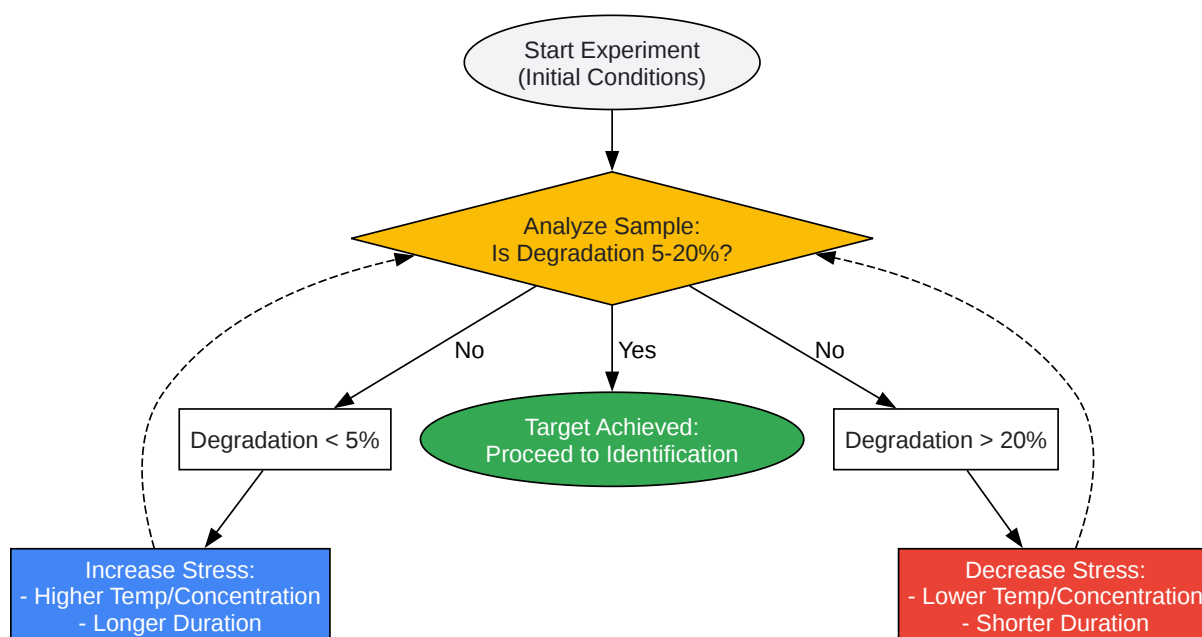 Start Experiment
(Initial Conditions)
Analyze Sample:
Is Degradation 5-20%?
No
Yes
No
Degradation < 5%
Target Achieved:
Proceed to Identification
Degradation > 20%
Increase Stress:
- Higher Temp/Concentration
- Longer Duration
Decrease Stress:
- Lower Temp/Concentration
- Shorter Duration